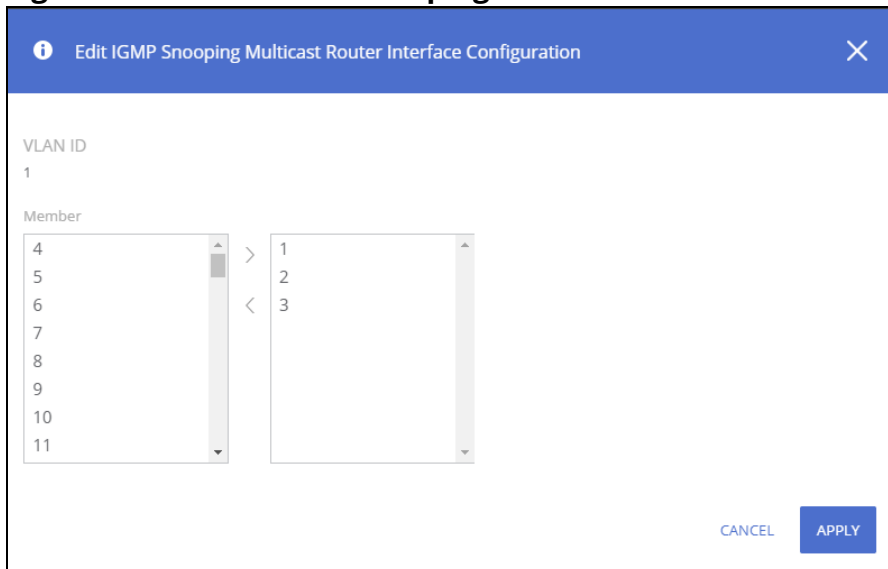 Edit IGMP Snooping Multicast Router Interface Configuration
VLAN ID
1
Member
4
5
6
7
8
9
10
11
>
<
1
2
3
CANCEL
APPLY